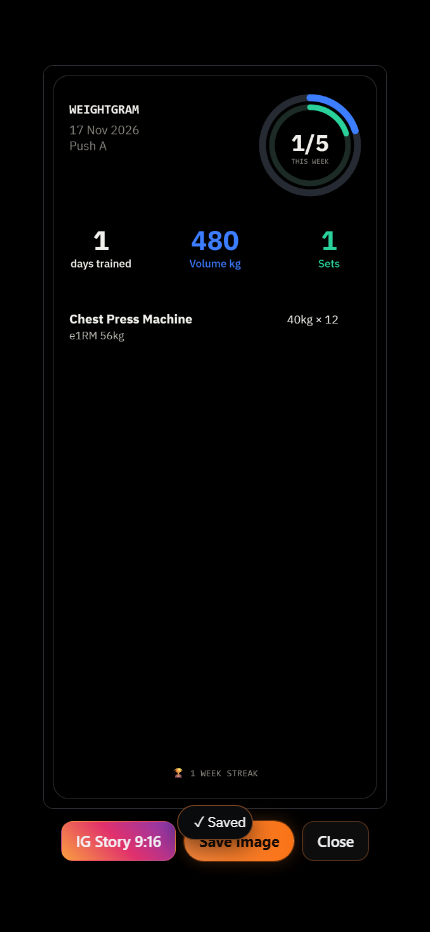 WEIGHTGRAM
17 Nov 2026
Push A
1/5
THIS WEEK
1
days trained
480
Volume kg
1
Sets
Chest Press Machine
40kg × 12
e1RM 56kg
🏆 1 WEEK STREAK
✓ Saved
IG Story 9:16
Save Image
Close